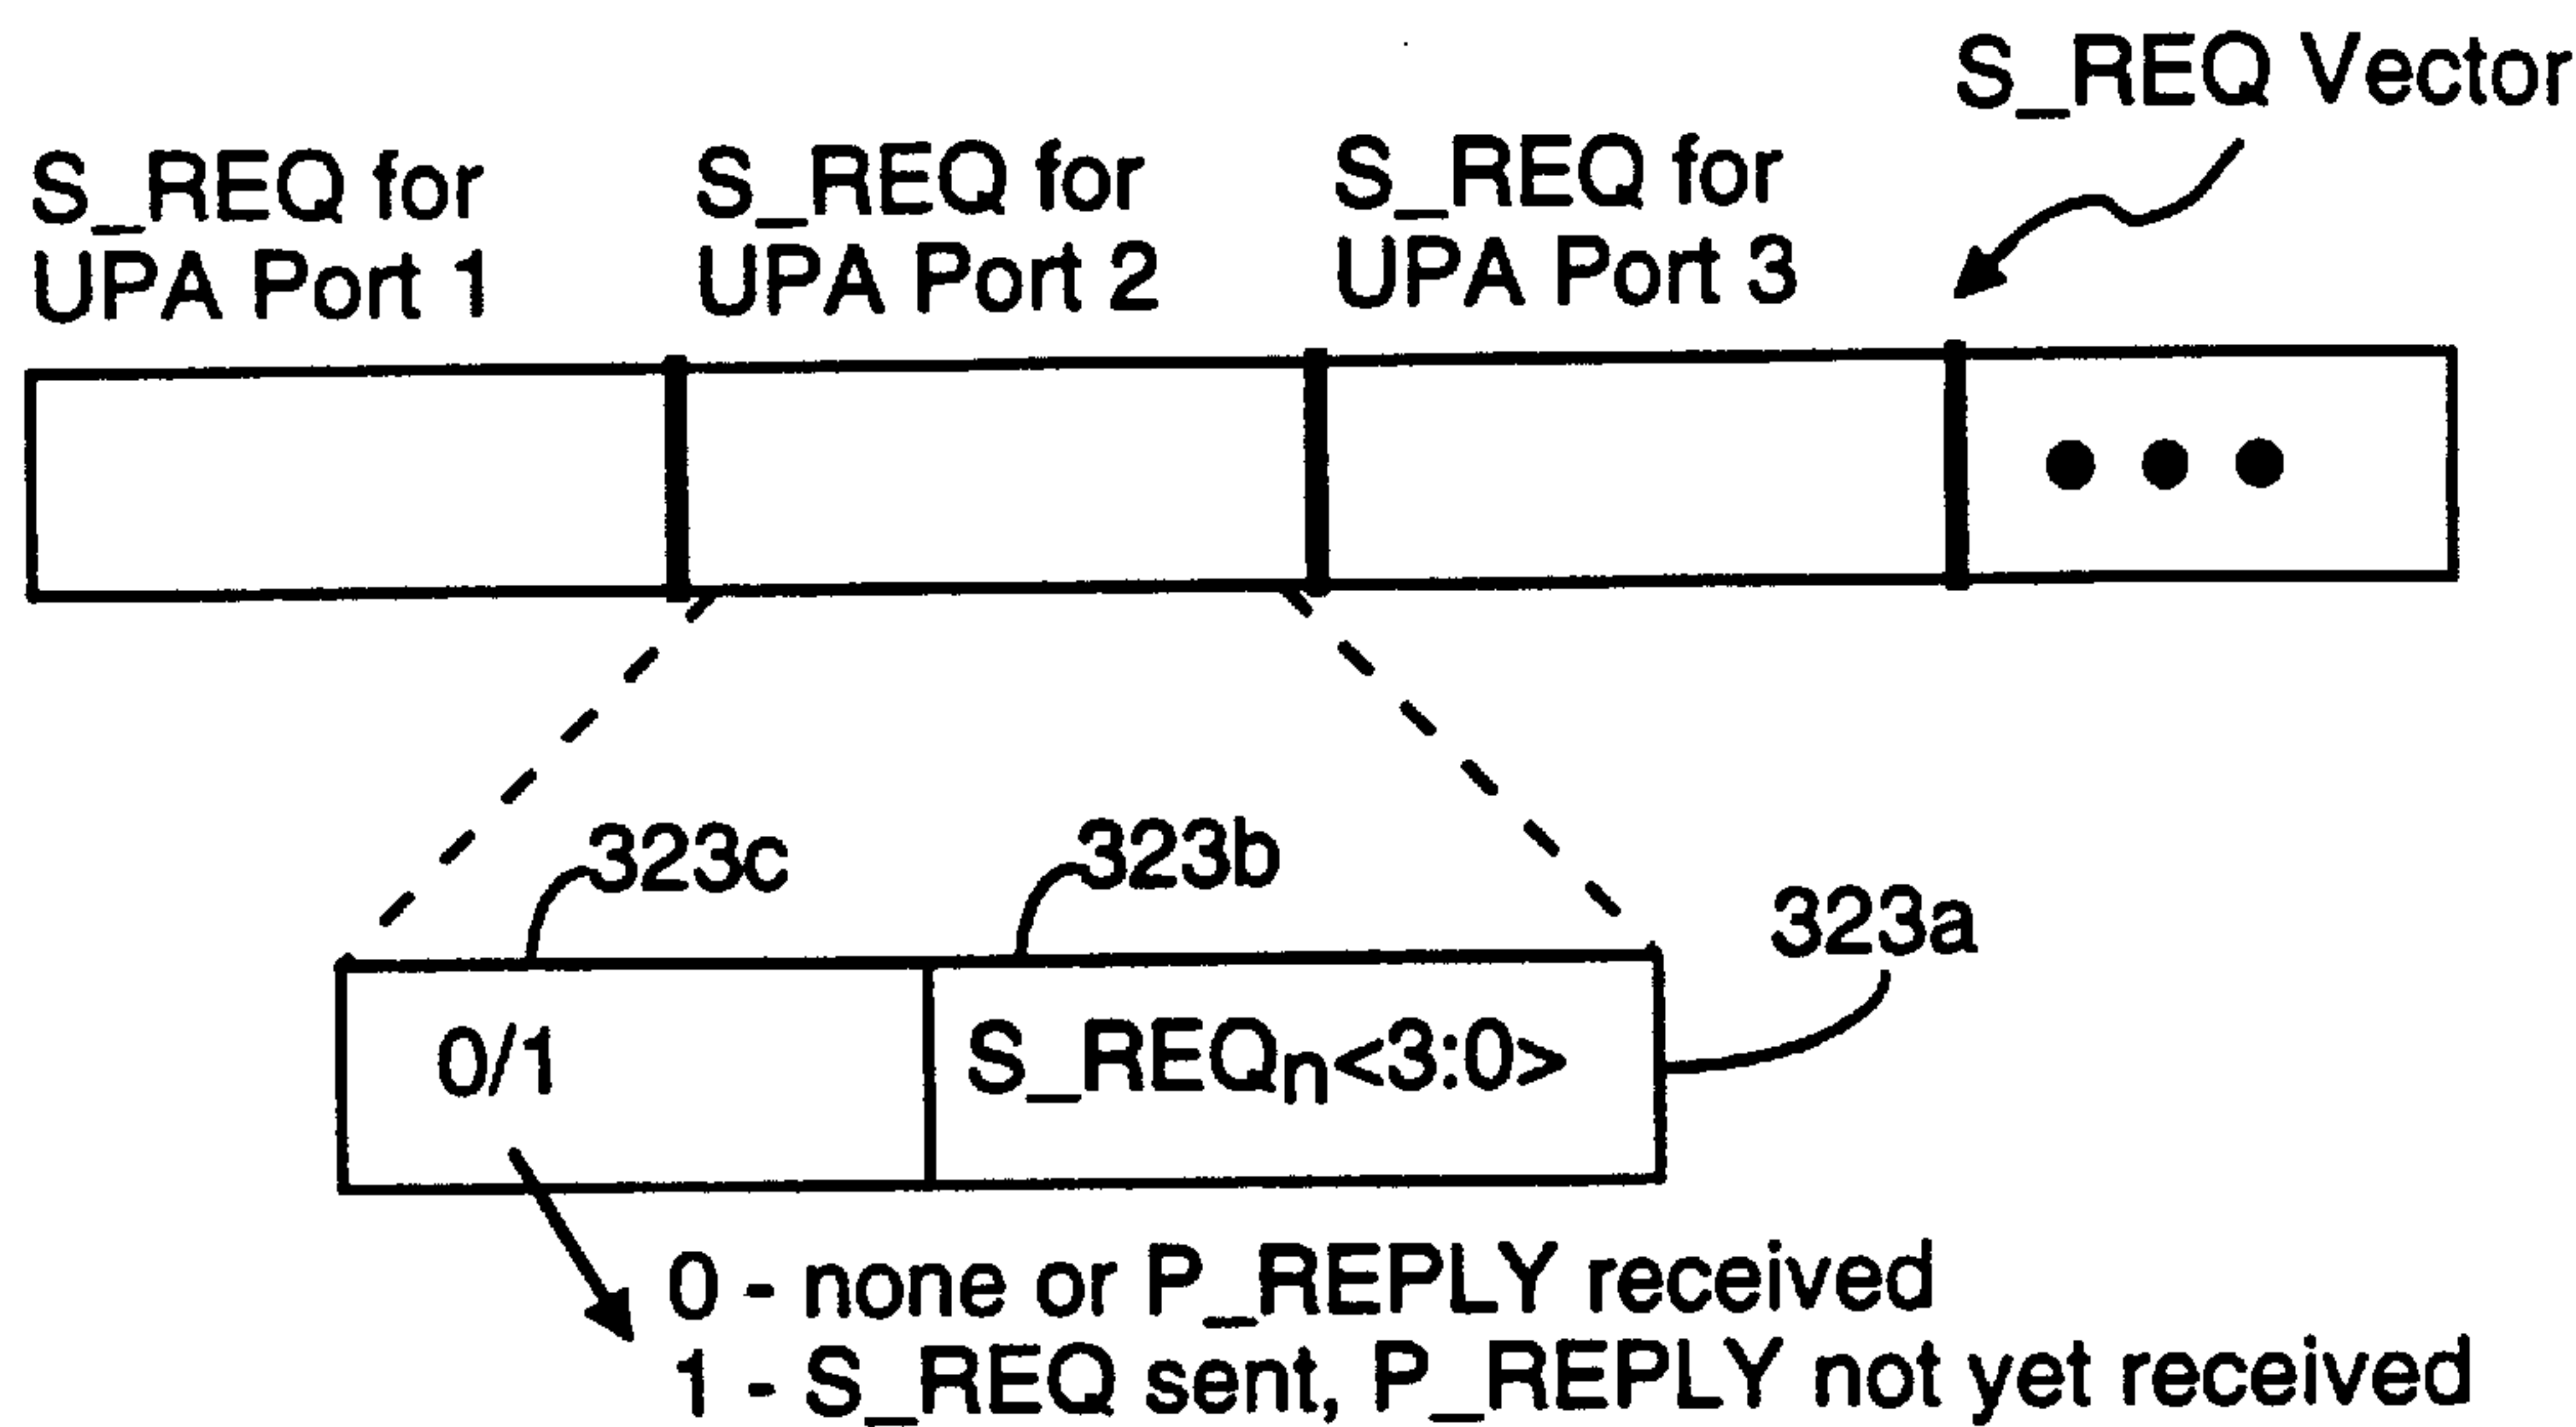 S_REQ Vector
S_REQ for
UPA Port 1
S_REQ for
UPA Port 2
S_REQ for
UPA Port 3
323c
323b
323a
0/1
S_REQn<3:0>
0 - none or P_REPLY received
1 - S_REQ sent, P_REPLY not yet received